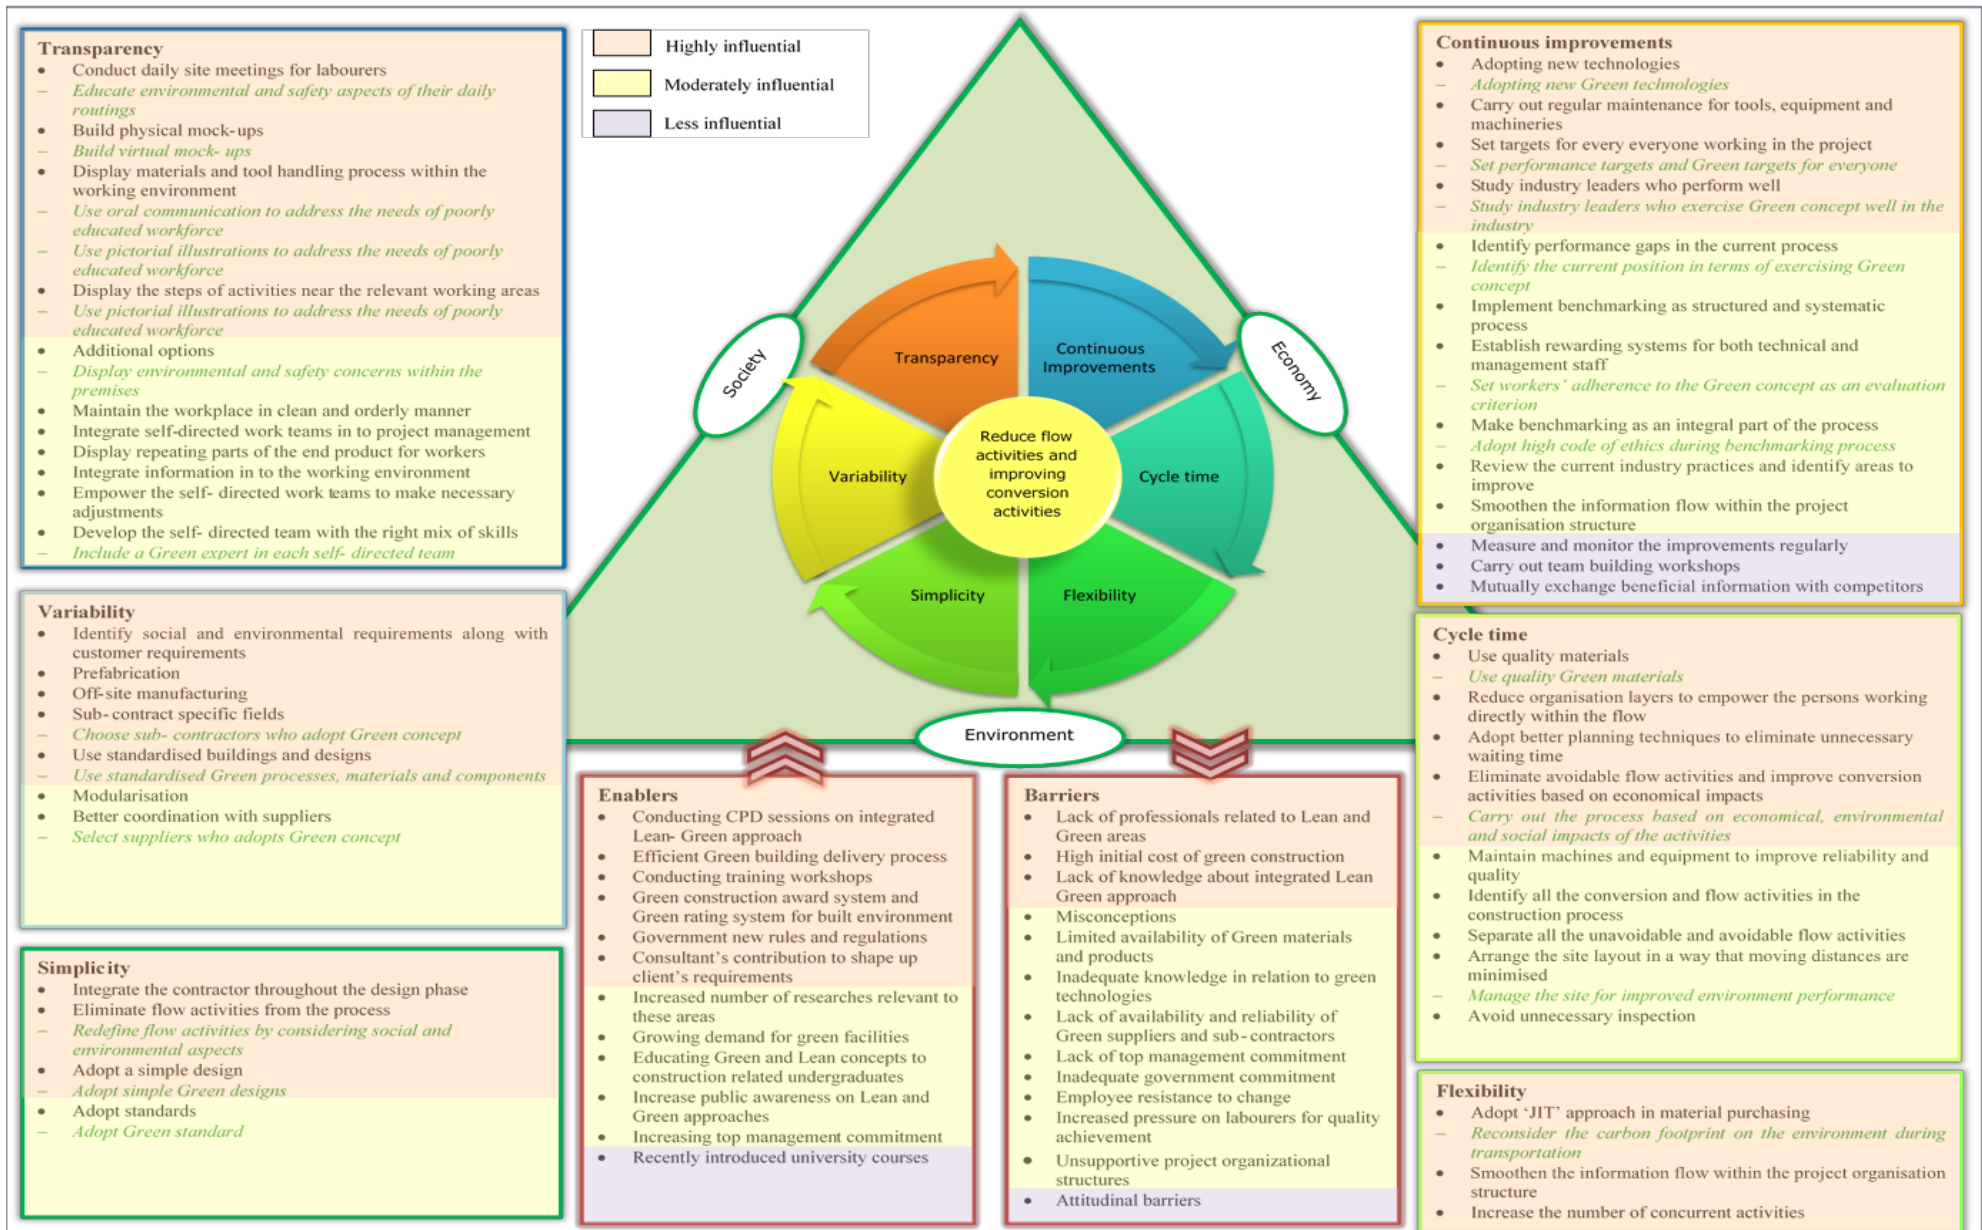 Transparency
• Conduct daily site meetings for labourers
– Educate environmental and safety aspects of their daily
routings
• Build physical mock-ups
– Build virtual mock- ups
• Display materials and tool handling process within the
working environment
– Use oral communication to address the needs of poorly
educated workforce
– Use pictorial illustrations to address the needs of poorly
educated workforce
• Display the steps of activities near the relevant working areas
– Use pictorial illustrations to address the needs of poorly
educated workforce
• Additional options
– Display environmental and safety concerns within the
premises
• Maintain the workplace in clean and orderly manner
• Integrate self-directed work teams in to project management
• Display repeating parts of the end product for workers
• Integrate information in to the working environment
• Empower the self- directed work teams to make necessary
adjustments
• Develop the self- directed team with the right mix of skills
– Include a Green expert in each self- directed team
Variability
• Identify social and environmental requirements along with
customer requirements
• Prefabrication
• Off-site manufacturing
• Sub- contract specific fields
– Choose sub- contractors who adopt Green concept
• Use standardised buildings and designs
– Use standardised Green processes, materials and components
• Modularisation
• Better coordination with suppliers
– Select suppliers who adopts Green concept
Simplicity
• Integrate the contractor throughout the design phase
• Eliminate flow activities from the process
– Redefine flow activities by considering social and
environmental aspects
• Adopt a simple design
– Adopt simple Green designs
• Adopt standards
– Adopt Green standard
Highly influential
Moderately influential
Less influential
Society
Economy
Environment
Transparency
Continuous
Improvements
Variability
Cycle time
Simplicity
Flexibility
Reduce flow
activities and
improving
conversion
activities
Enablers
• Conducting CPD sessions on integrated
Lean- Green approach
• Efficient Green building delivery process
• Conducting training workshops
• Green construction award system and
Green rating system for built environment
• Government new rules and regulations
• Consultant's contribution to shape up
client's requirements
• Increased number of researches relevant to
these areas
• Growing demand for green facilities
• Educating Green and Lean concepts to
construction related undergraduates
• Increase public awareness on Lean and
Green approaches
• Increasing top management commitment
• Recently introduced university courses
Barriers
• Lack of professionals related to Lean and
Green areas
• High initial cost of green construction
• Lack of knowledge about integrated Lean
Green approach
• Misconceptions
• Limited availability of Green materials
and products
• Inadequate knowledge in relation to green
technologies
• Lack of availability and reliability of
Green suppliers and sub- contractors
• Lack of top management commitment
• Inadequate government commitment
• Employee resistance to change
• Increased pressure on labourers for quality
achievement
• Unsupportive project organizational
structures
• Attitudinal barriers
Continuous improvements
• Adopting new technologies
– Adopting new Green technologies
• Carry out regular maintenance for tools, equipment and
machineries
• Set targets for every everyone working in the project
– Set performance targets and Green targets for everyone
• Study industry leaders who perform well
– Study industry leaders who exercise Green concept well in the
industry
• Identify performance gaps in the current process
– Identify the current position in terms of exercising Green
concept
• Implement benchmarking as structured and systematic
process
• Establish rewarding systems for both technical and
management staff
– Set workers' adherence to the Green concept as an evaluation
criterion
• Make benchmarking as an integral part of the process
– Adopt high code of ethics during benchmarking process
• Review the current industry practices and identify areas to
improve
• Smoothen the information flow within the project
organisation structure
• Measure and monitor the improvements regularly
• Carry out team building workshops
• Mutually exchange beneficial information with competitors
Cycle time
• Use quality materials
– Use quality Green materials
• Reduce organisation layers to empower the persons working
directly within the flow
• Adopt better planning techniques to eliminate unnecessary
waiting time
• Eliminate avoidable flow activities and improve conversion
activities based on economical impacts
– Carry out the process based on economical, environmental
and social impacts of the activities
• Maintain machines and equipment to improve reliability and
quality
• Identify all the conversion and flow activities in the
construction process
• Separate all the unavoidable and avoidable flow activities
• Arrange the site layout in a way that moving distances are
minimised
– Manage the site for improved environment performance
• Avoid unnecessary inspection
Flexibility
• Adopt ‘JIT’ approach in material purchasing
– Reconsider the carbon footprint on the environment during
transportation
• Smoothen the information flow within the project organisation
structure
• Increase the number of concurrent activities